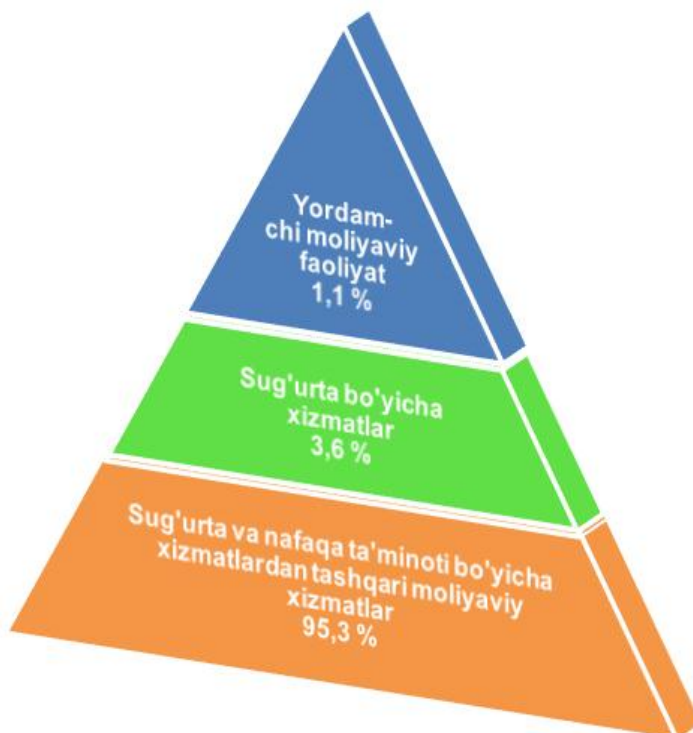 Yordam-
chi moliyaviy
faoliyat
1,1 %
Sug'urta bo'yicha
xizmatlar
3,6 %
Sug'urta va nafaqa ta'minoti bo'yicha
xizmatlardan tashqari moliyaviy
xizmatlar
95,3 %